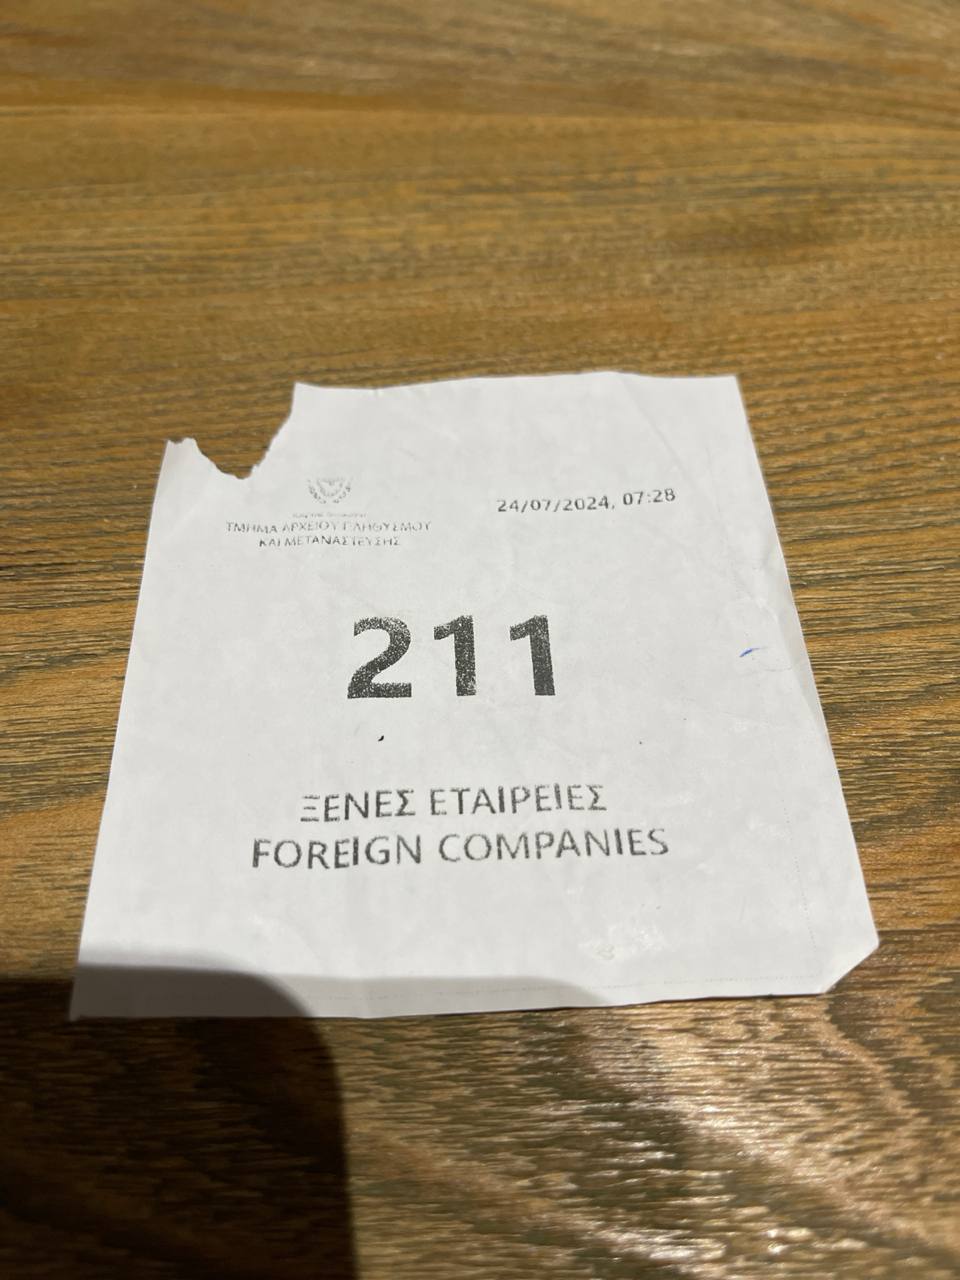 24/07/2024, 07:28
ΤΜΗΜΑ ΑΡΧΕΙΟΥ ΠΛΗΘΥΣΜΟΥ
ΚΑΙ ΜΕΤΑΝΑΣΤΕΥΣΗΣ
211
ΞΕΝΕΣ ΕΤΑΙΡΕΙΕΣ
FOREIGN COMPANIES